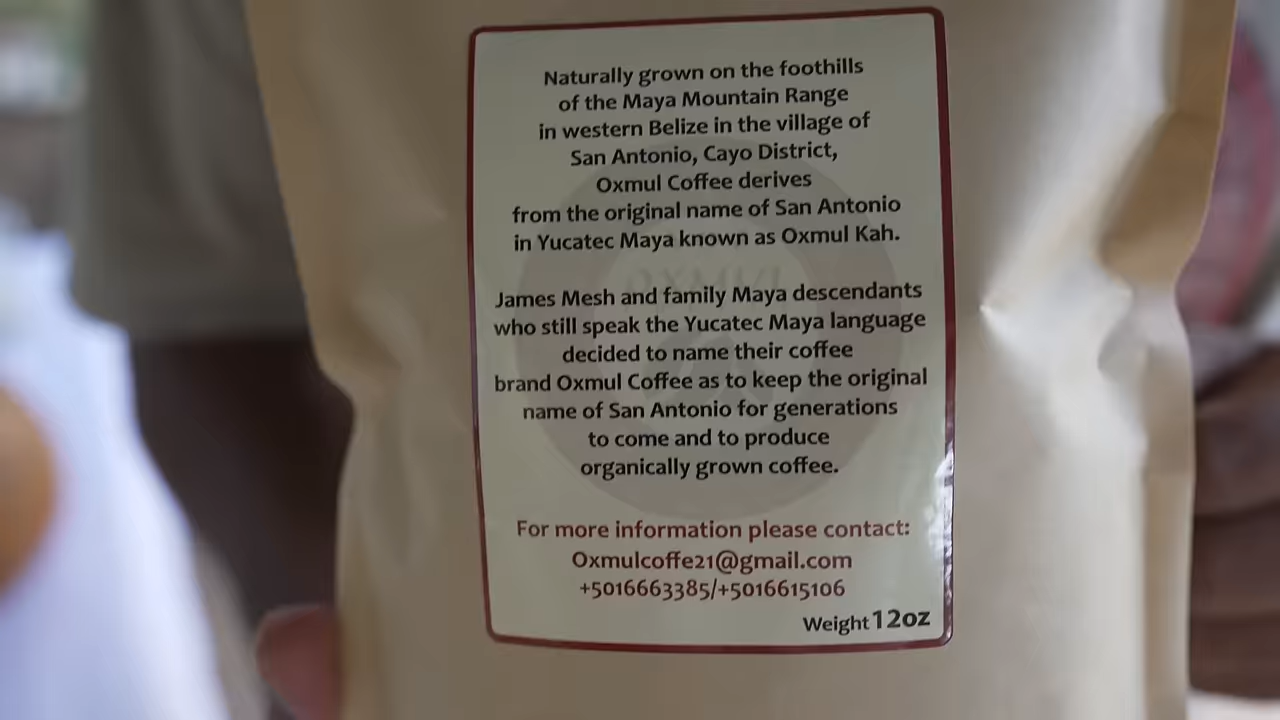 Naturally grown on the foothills
of the Maya Mountain Range
in western Belize in the village of
San Antonio, Cayo District,
Oxmul Coffee derives
from the original name of San Antonio
in Yucatec Maya known as Oxmul Kah.
James Mesh and family Maya descendants
who still speak the Yucatec Maya language
decided to name their coffee
brand Oxmul Coffee as to keep the original
name of San Antonio for generations
to come and to produce
organically grown coffee.
For more information please contact:
Oxmulcoffe21@gmail.com
+5016663385/+5016615106
Weight 12oz